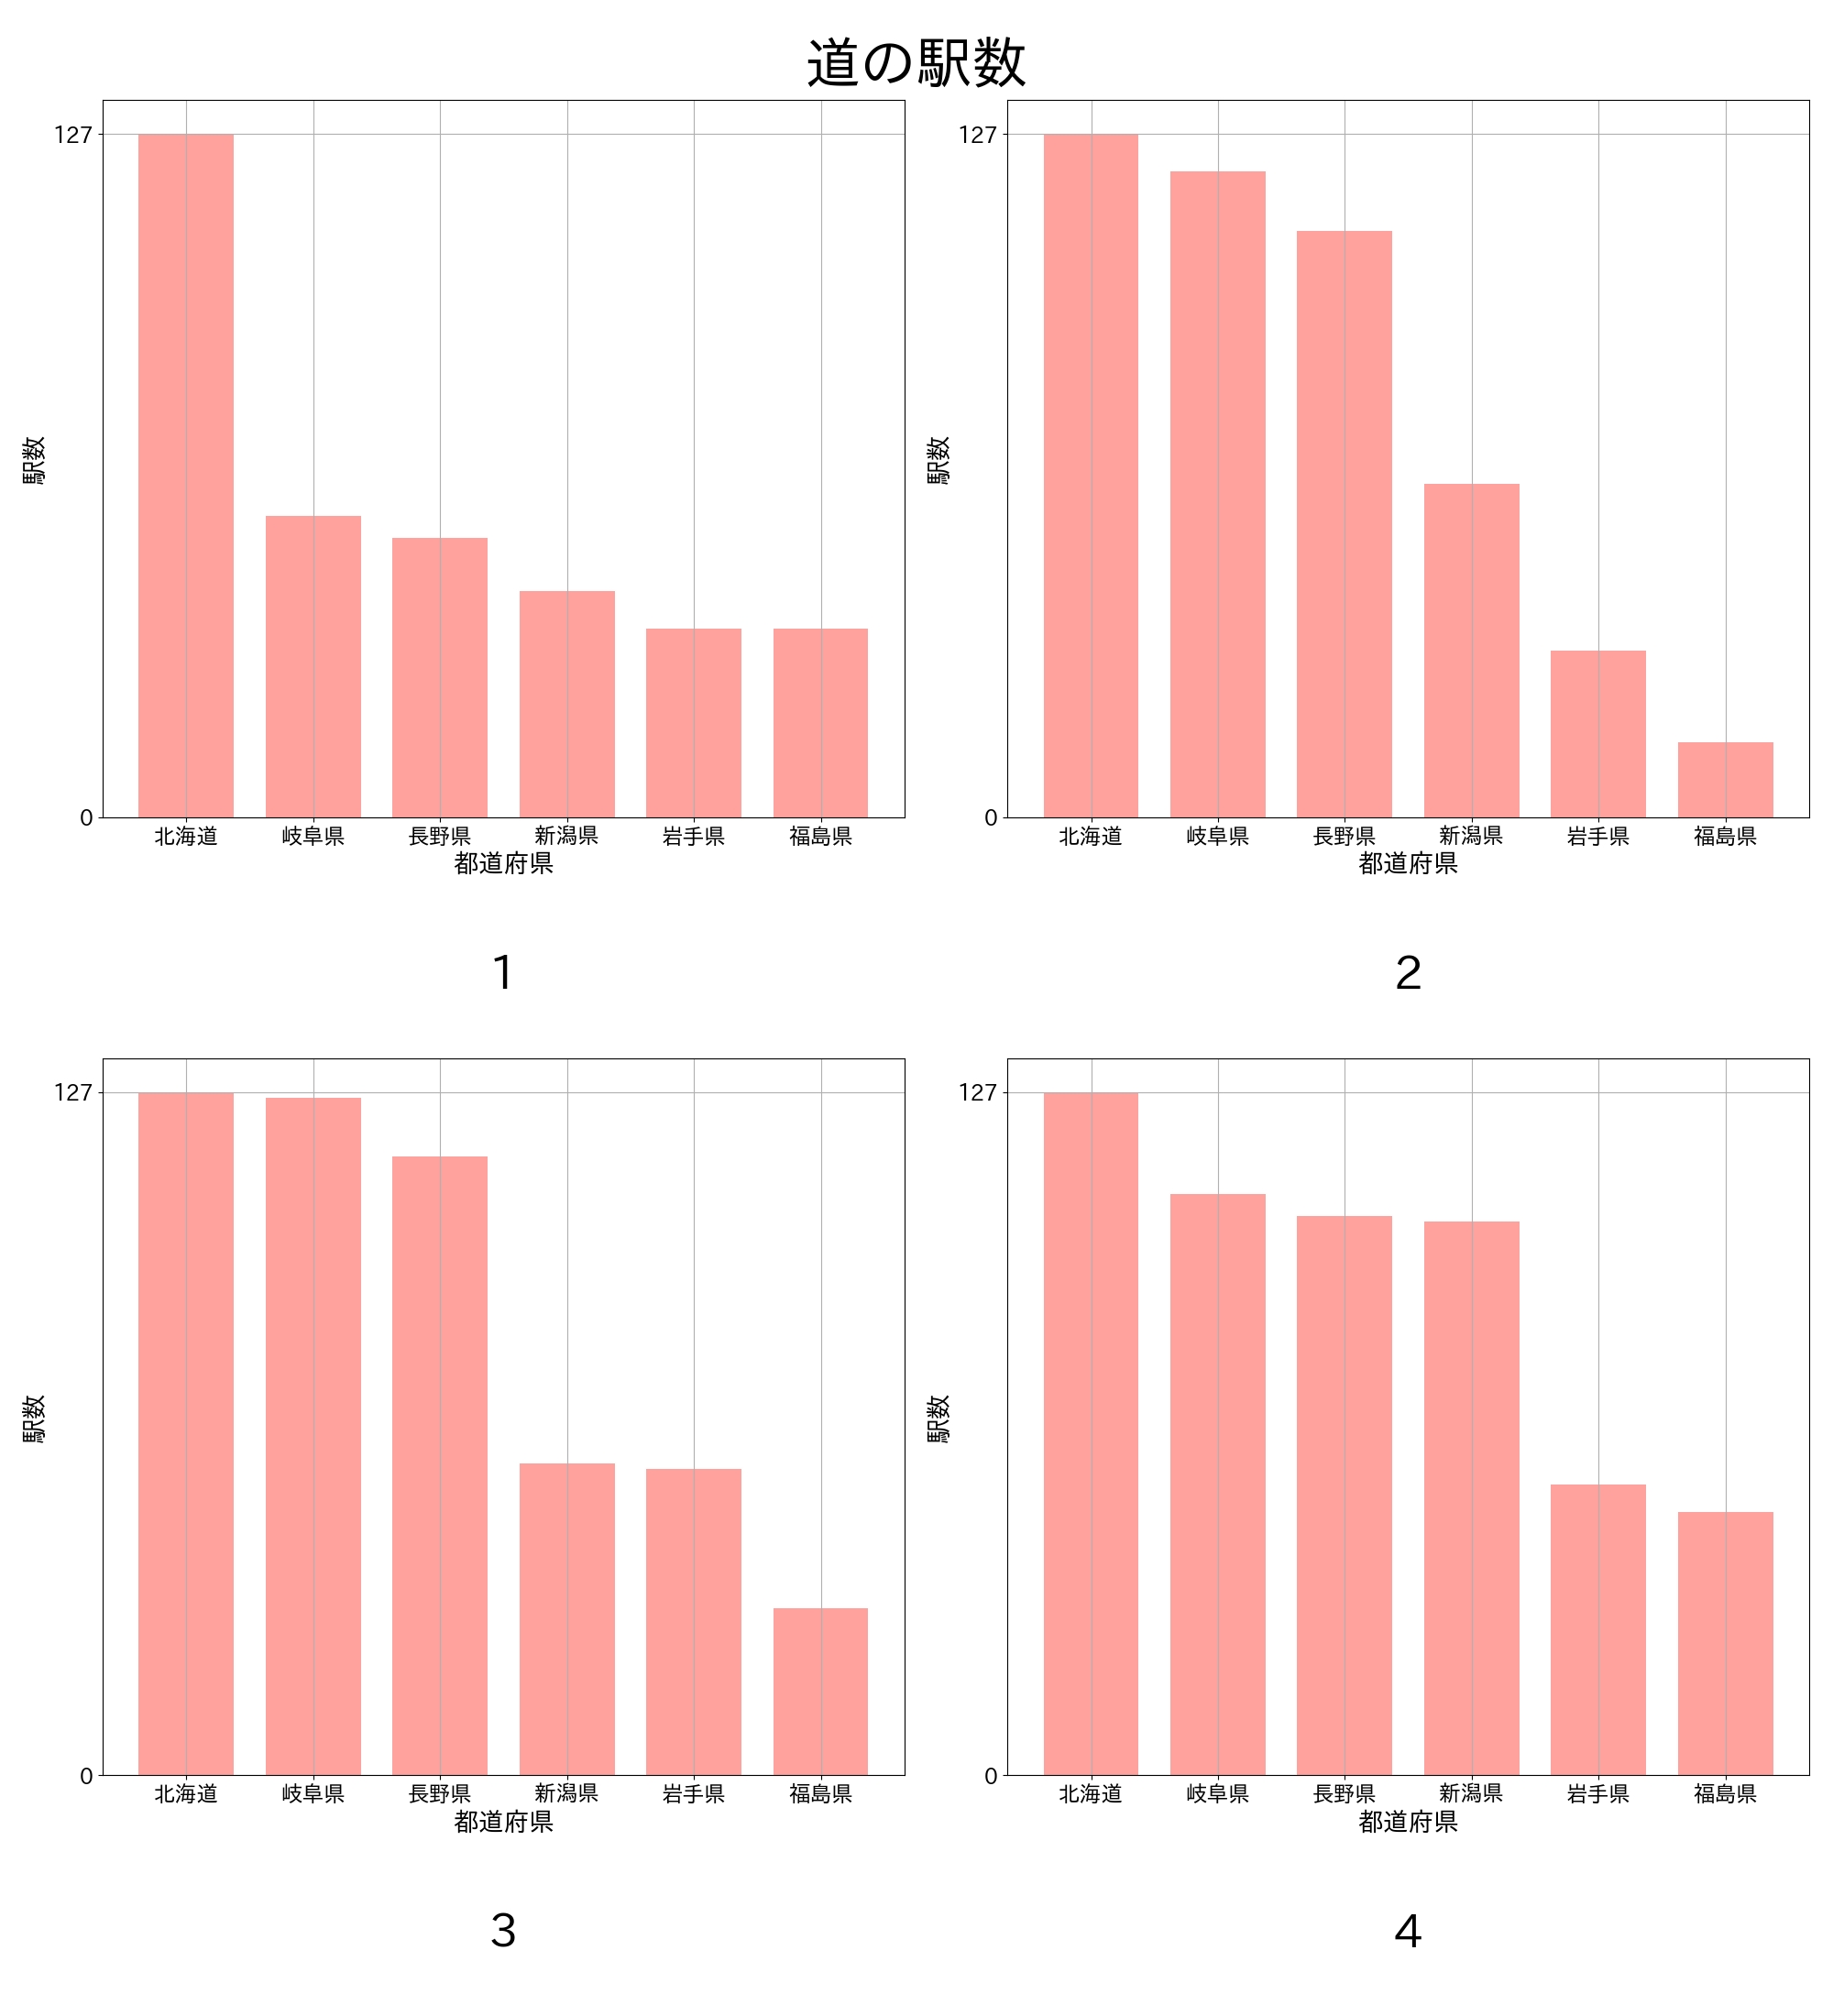 道の駅数
127
0
駅数
北海道 岐阜県 長野県 新潟県 岩手県 福島県
都道府県
1
127
0
駅数
北海道 岐阜県 長野県 新潟県 岩手県 福島県
都道府県
2
127
0
駅数
北海道 岐阜県 長野県 新潟県 岩手県 福島県
都道府県
3
127
0
駅数
北海道 岐阜県 長野県 新潟県 岩手県 福島県
都道府県
4